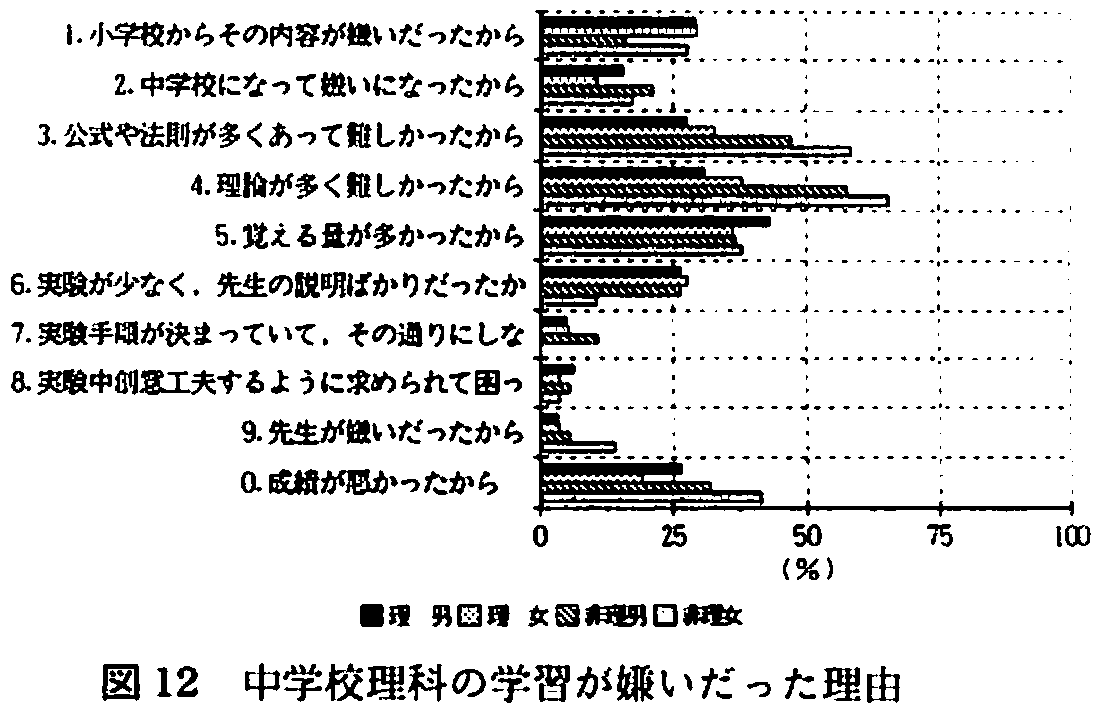 1.小学校からその内容が嫌いだったから
2.中学校になって嫌いになったから
3.公式や法則が多くあって難しかったから
4.理論が多く難しかったから
5.覚える量が多かったから
6.実験が少なく,先生の説明ばかりだったか
7.実験手順が決まっていて,その通りにしな
8.実験中創意工夫するように求められて困っ
9.先生が嫌いだったから
0.成績が悪かったから
0 25 50 75 100
(%)
理 男 理 女 非理男 非理女
図12 中学校理科の学習が嫌いだった理由